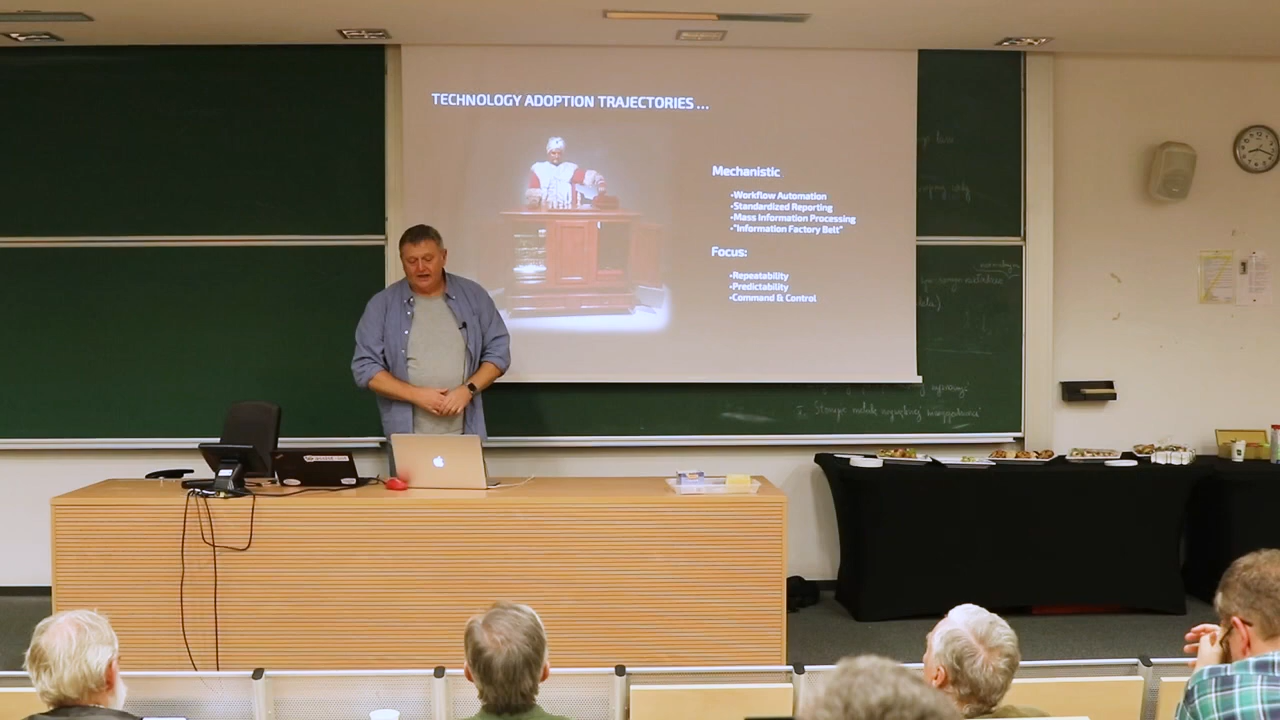 TECHNOLOGY ADOPTION TRAJECTORIES ...
Mechanistic
•Workflow Automation
•Standardized Reporting
•Mass Information Processing
•"Information Factory Belt"
Focus:
•Repeatability
•Predictability
•Command & Control